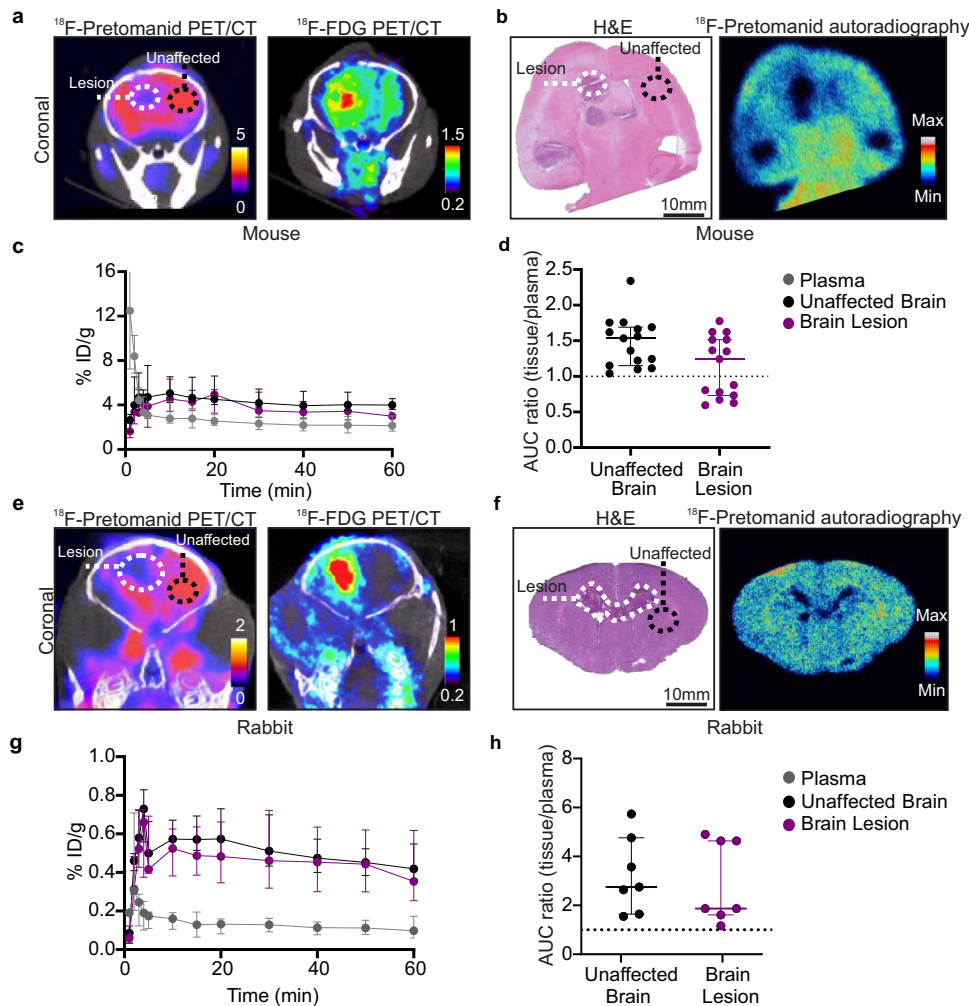 a
¹⁸F-Pretomanid PET/CT
¹⁸F-FDG PET/CT
Unaffected
Lesion
Coronal
5
0
1.5
0.2
b
H&E
¹⁸F-Pretomanid autoradiography
Unaffected
Lesion
10mm
Max
Min
Mouse
Mouse
c
% ID/g
16
12
8
4
0
0 20 40 60
Time (min)
d
AUC ratio (tissue/plasma)
2.5
2.0
1.5
1.0
0.5
0.0
Unaffected
Brain
Brain
Lesion
Plasma
Unaffected Brain
Brain Lesion
e
¹⁸F-Pretomanid PET/CT
¹⁸F-FDG PET/CT
Lesion
Unaffected
Coronal
2
0
1
0.2
f
H&E
¹⁸F-Pretomanid autoradiography
Unaffected
Lesion
10mm
Max
Min
Rabbit
Rabbit
g
% ID/g
1.0
0.8
0.6
0.4
0.2
0.0
0 20 40 60
Time (min)
h
AUC ratio (tissue/plasma)
8
6
4
2
0
Unaffected
Brain
Brain
Lesion
Plasma
Unaffected Brain
Brain Lesion